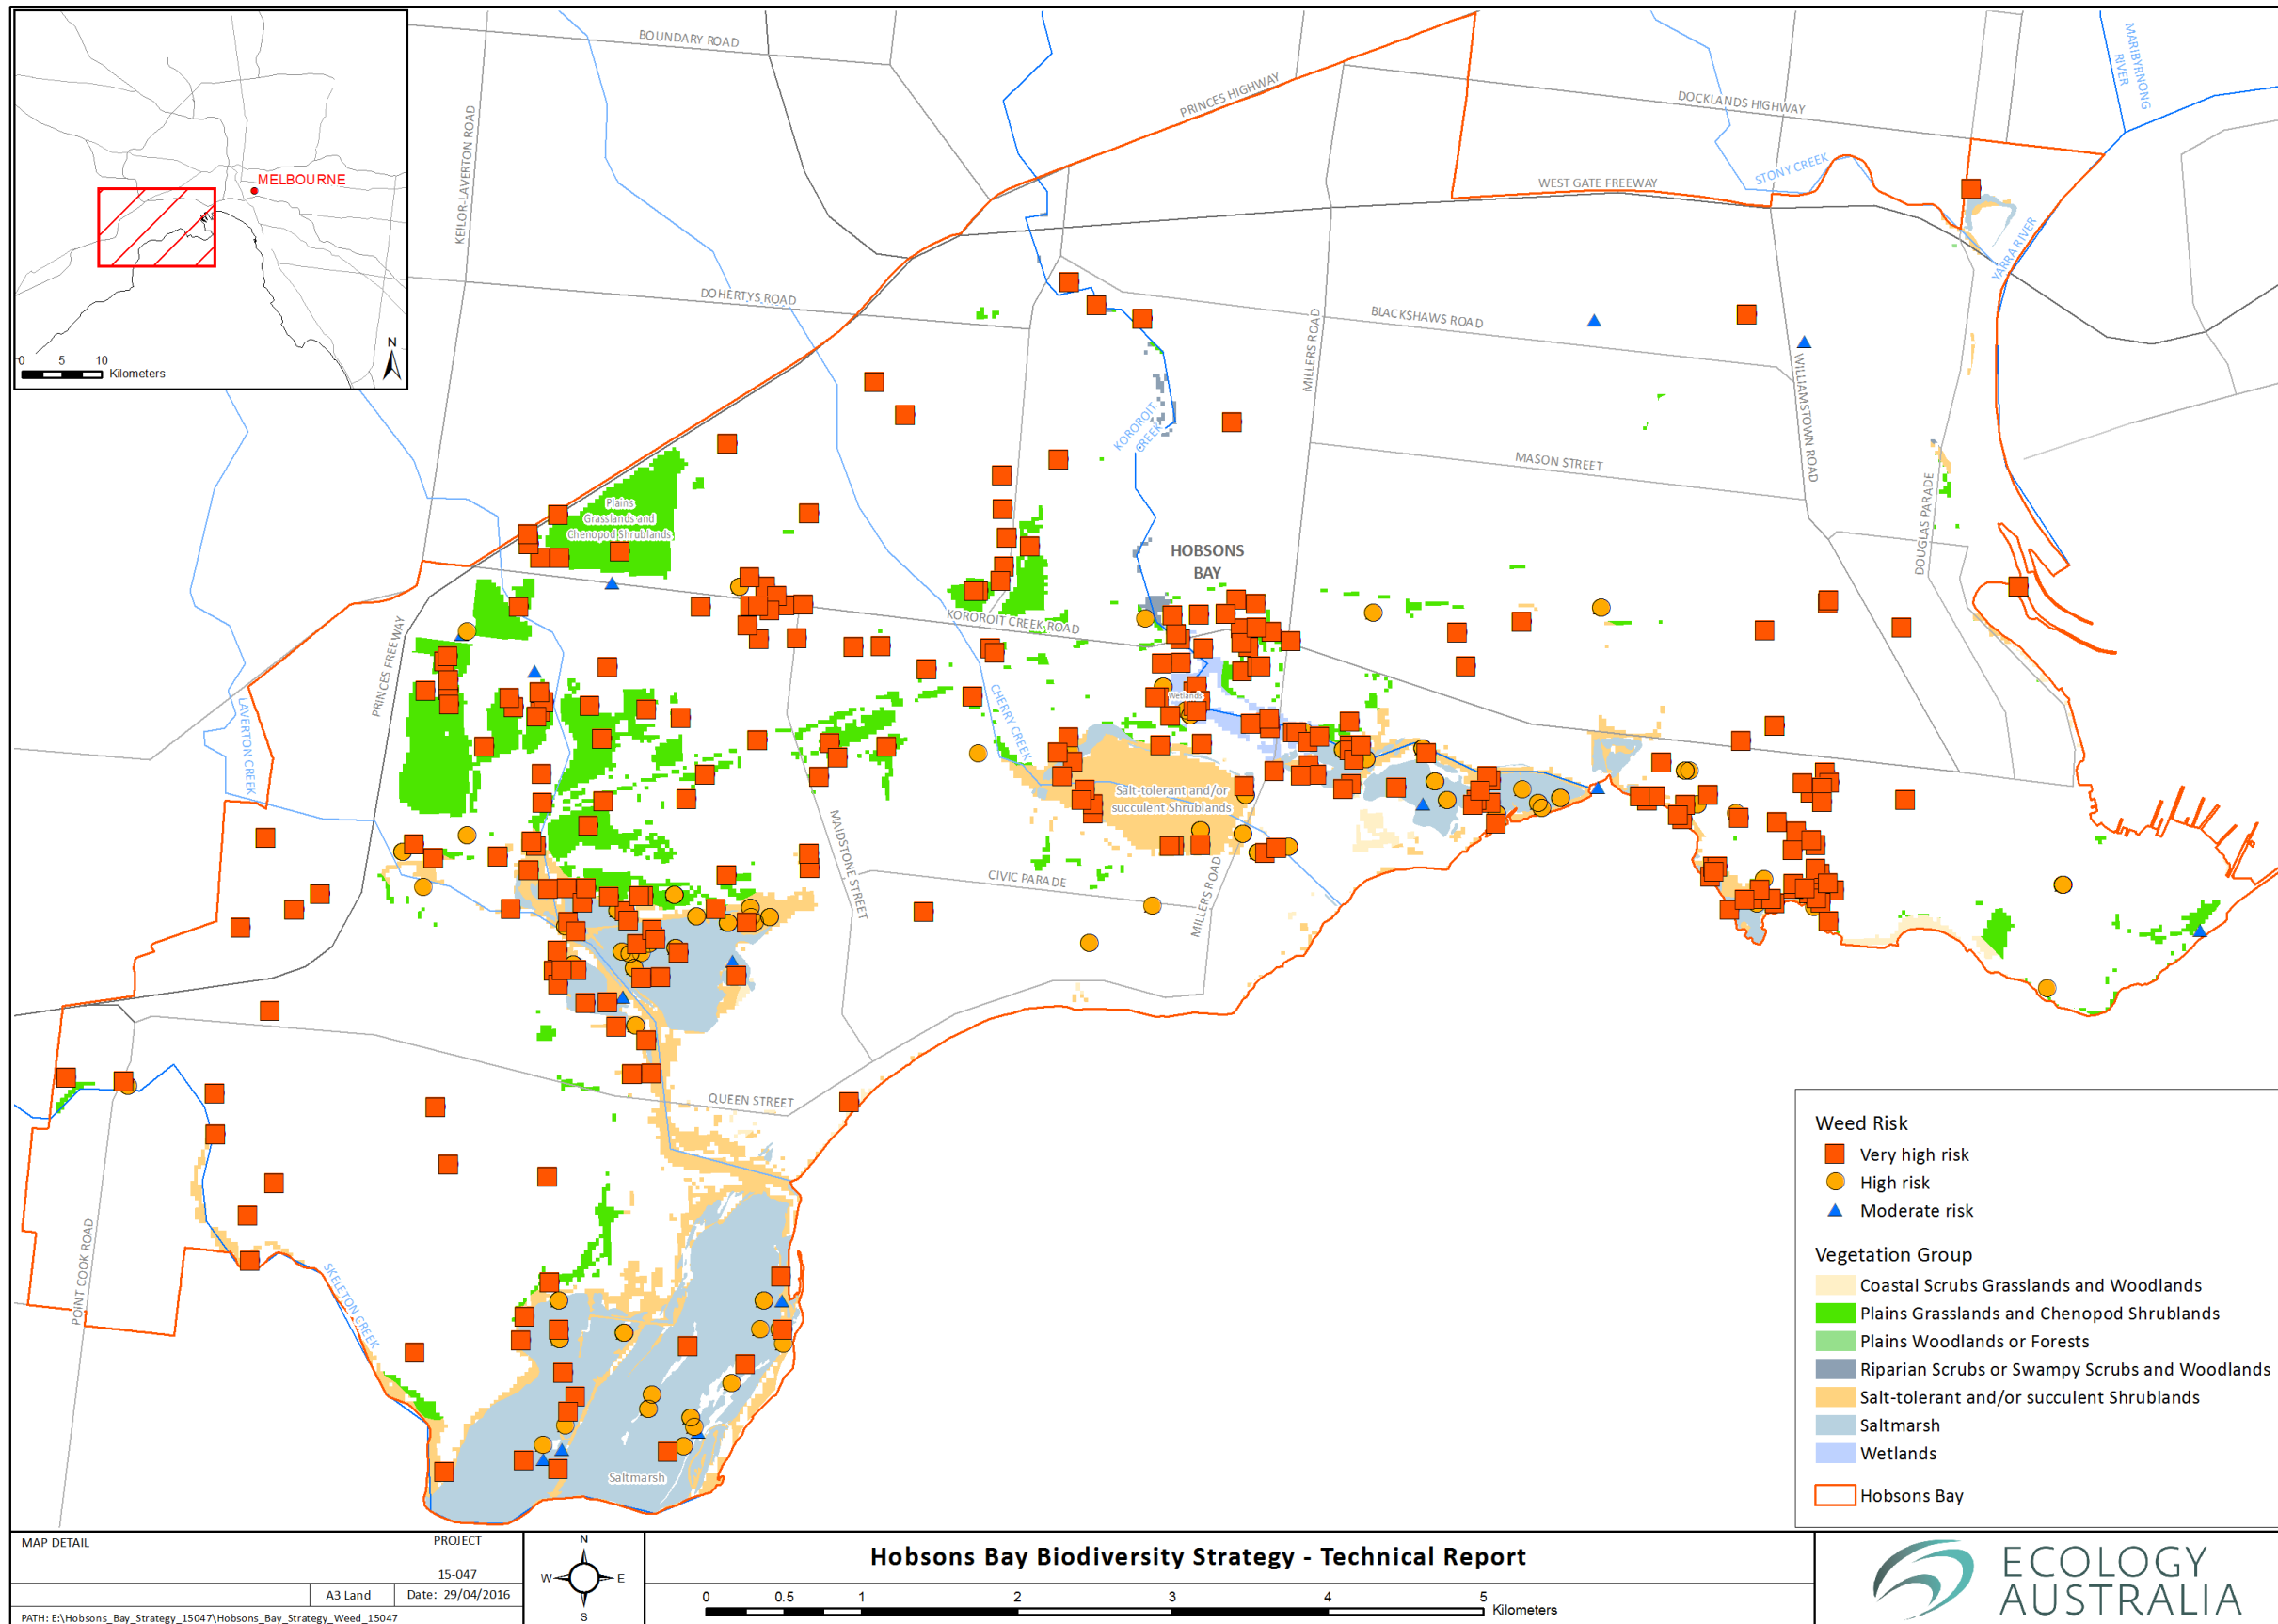 MELBOURNE
N
0 5 10
Kilometers
BOUNDARY ROAD
KEILOR-LAVERTON ROAD
PRINCES HIGHWAY
DOCKLANDS HIGHWAY
MARIBYRNONG
RIVER
STONY CREEK
WEST GATE FREEWAY
YARRA RIVER
DOHERTYS ROAD
BLACKSHAWS ROAD
MILLERS ROAD
WILLIAMSTOWN ROAD
KOROROIT
CREEK
MASON STREET
DOUGLAS PARADE
Plains
Grasslands and
Chenopod Shrublands
HOBSONS
BAY
KOROROIT CREEK ROAD
PRINCES FREEWAY
LAVERTON CREEK
CHERRY CREEK
Wetlands
Salt-tolerant and/or
succulent Shrublands
MAIDSTONE STREET
CIVIC PARADE
MILLERS ROAD
QUEEN STREET
POINT COOK ROAD
SKELETON CREEK
Saltmarsh
Weed Risk
Very high risk
High risk
Moderate risk
Vegetation Group
Coastal Scrubs Grasslands and Woodlands
Plains Grasslands and Chenopod Shrublands
Plains Woodlands or Forests
Riparian Scrubs or Swampy Scrubs and Woodlands
Salt-tolerant and/or succulent Shrublands
Saltmarsh
Wetlands
Hobsons Bay
MAP DETAIL
PROJECT
15-047
A3 Land
Date: 29/04/2016
PATH: E:\Hobsons_Bay_Strategy_15047\Hobsons_Bay_Strategy_Weed_15047
N
W E
S
Hobsons Bay Biodiversity Strategy - Technical Report
0 0.5 1 2 3 4 5
Kilometers
ECOLOGY
AUSTRALIA